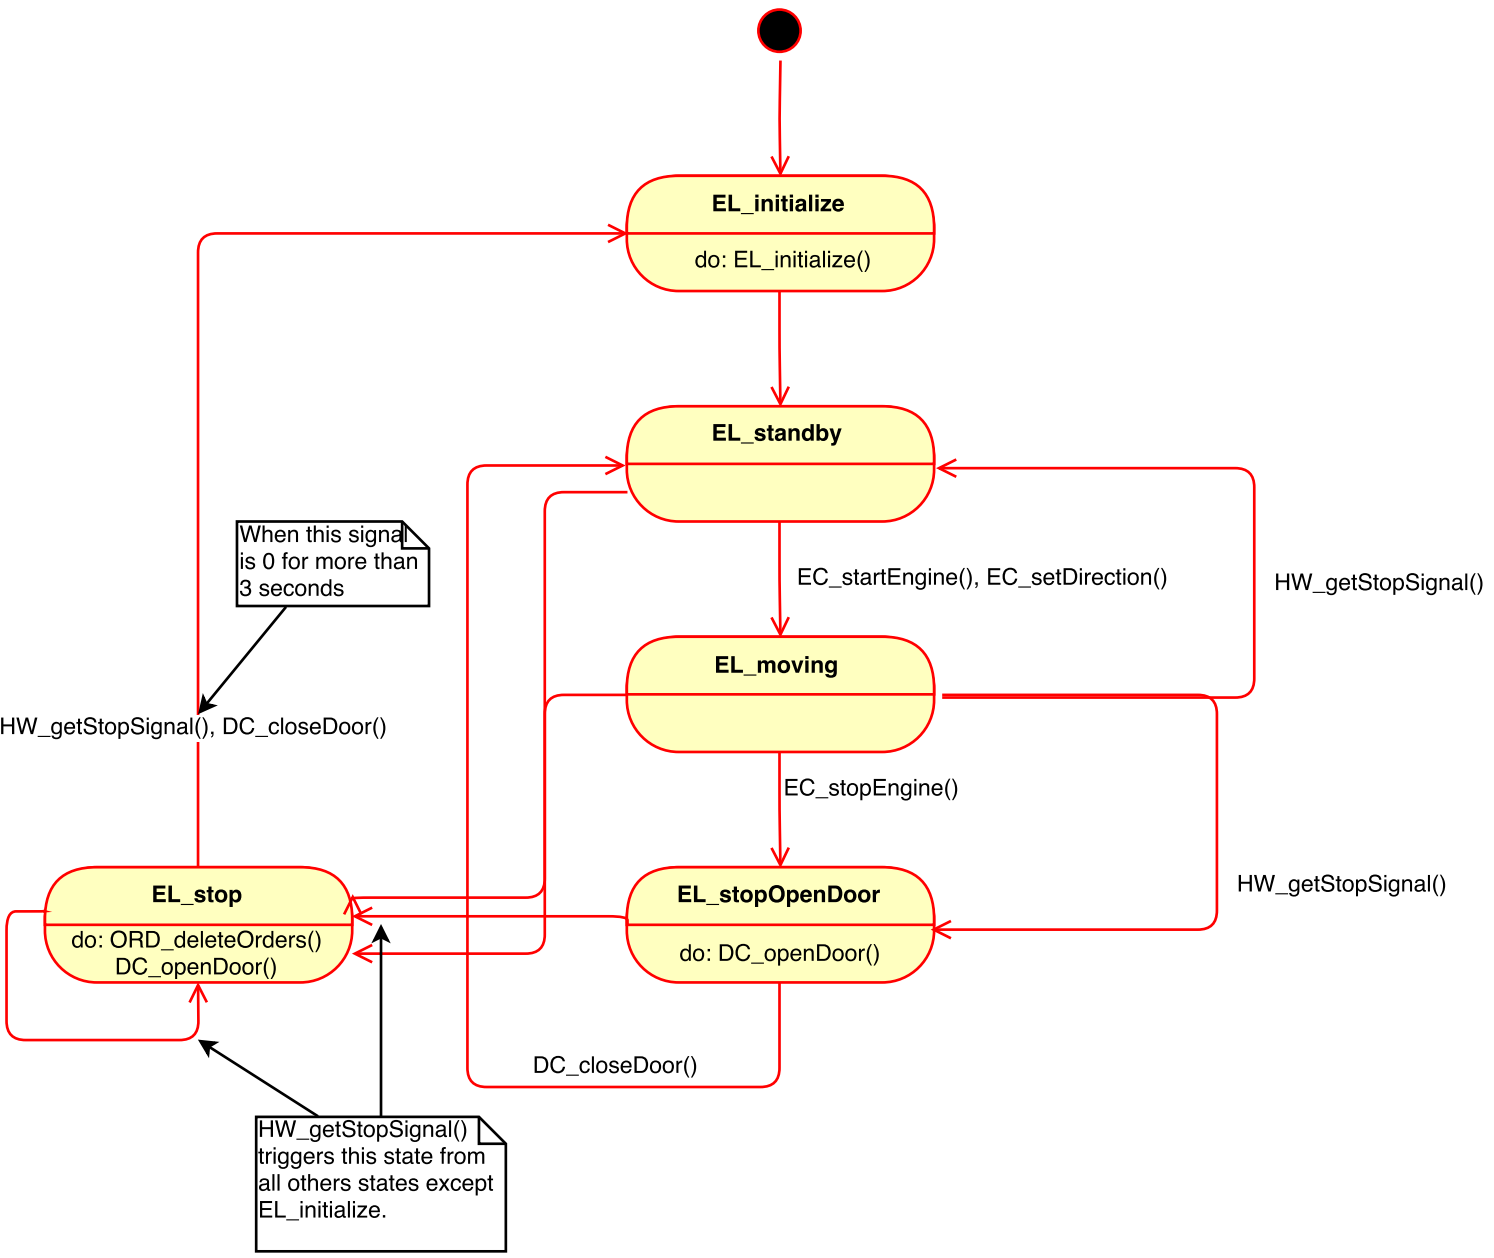 EL_initialize
do: EL_initialize()
EL_standby
When this signal
is 0 for more than
3 seconds
EC_startEngine(), EC_setDirection()
HW_getStopSignal()
EL_moving
HW_getStopSignal(), DC_closeDoor()
EC_stopEngine()
EL_stop
do: ORD_deleteOrders()
DC_openDoor()
EL_stopOpenDoor
do: DC_openDoor()
HW_getStopSignal()
DC_closeDoor()
HW_getStopSignal()
triggers this state from
all others states except
EL_initialize.